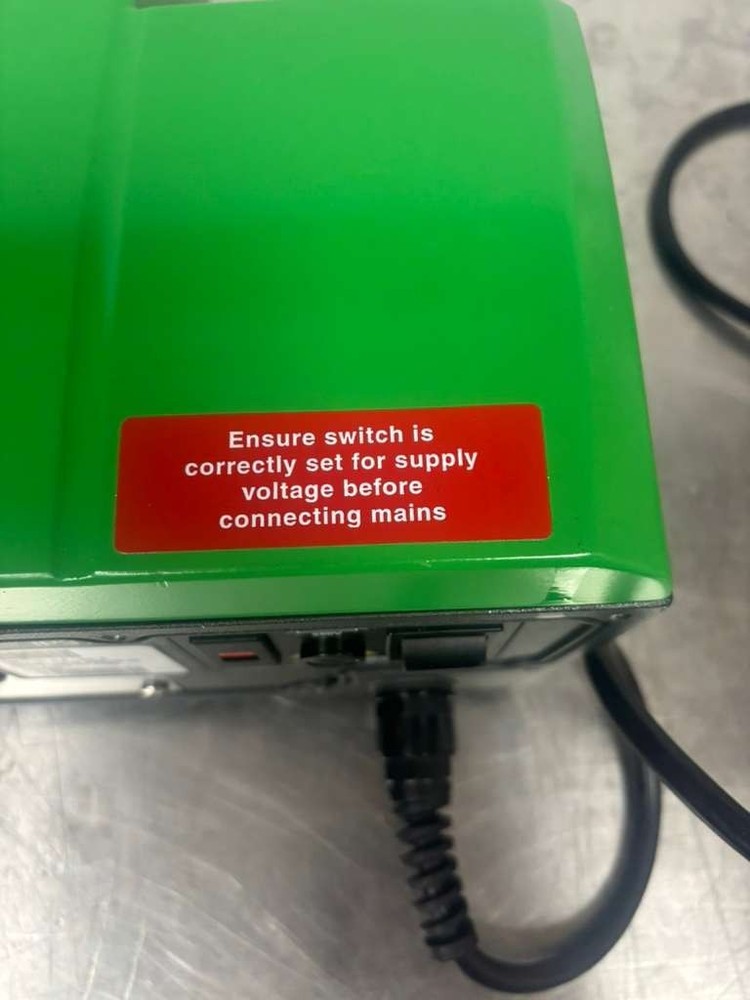 Ensure switch is
correctly set for supply
voltage before
connecting mains